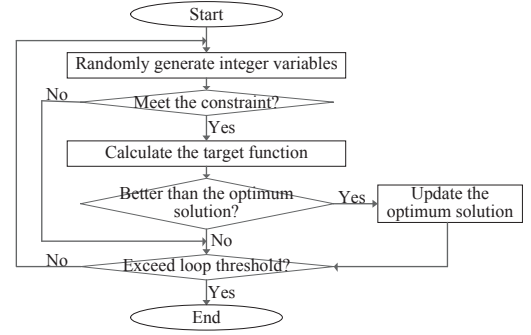 Start
Randomly generate integer variables
No
Meet the constraint?
Yes
Calculate the target function
Better than the optimum
solution?
Yes
Update the
optimum solution
No
No
Exceed loop threshold?
Yes
End